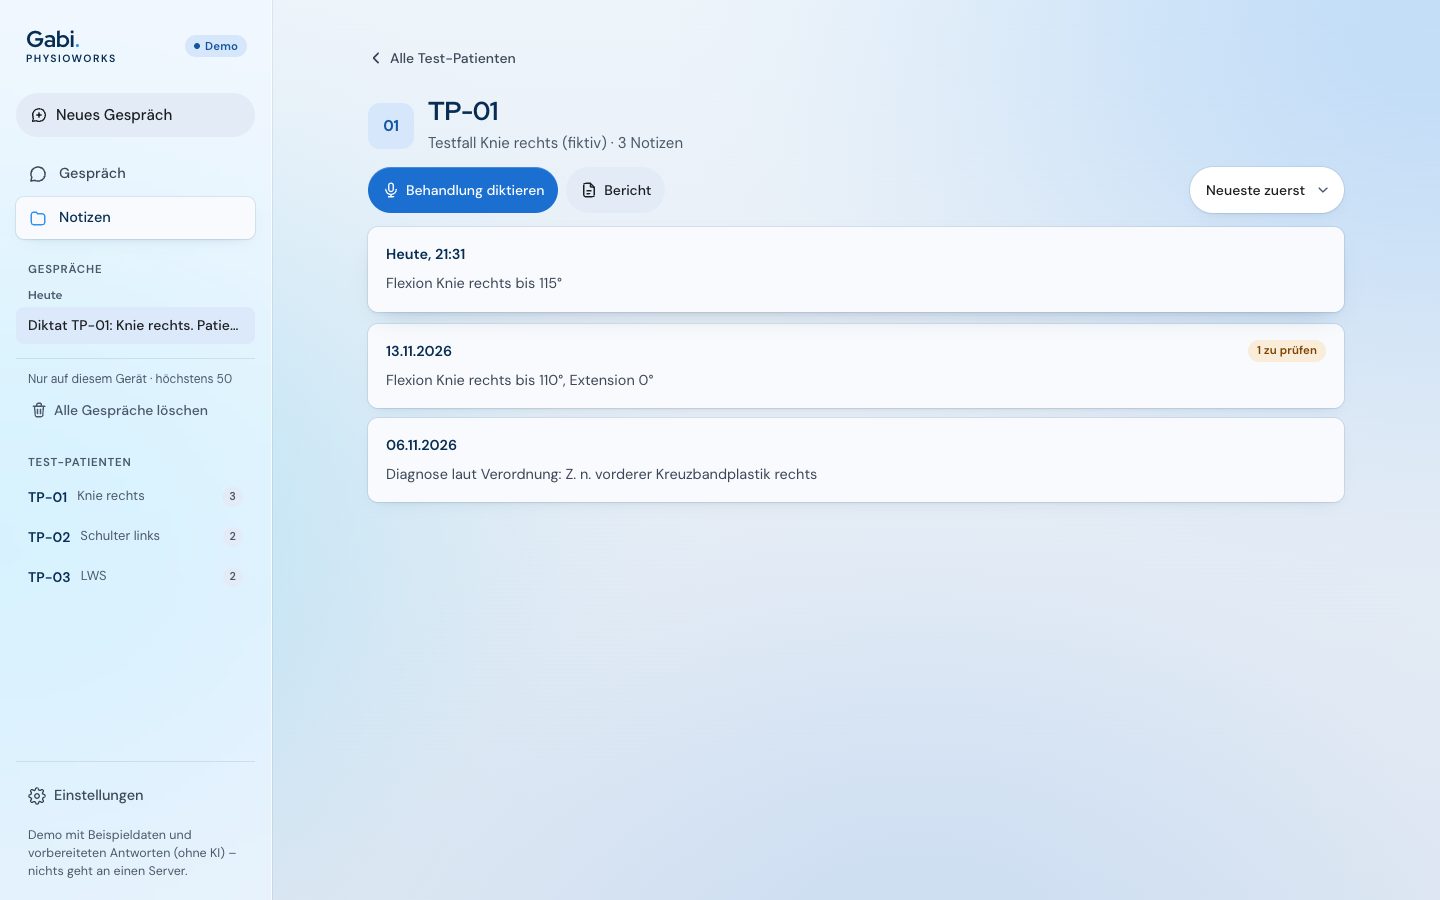 Gabi.
PHYSIOWORKS
Demo
Neues Gespräch
Gespräch
Notizen
GESPRÄCHE
Heute
Diktat TP-01: Knie rechts. Patie...
Nur auf diesem Gerät · höchstens 50
Alle Gespräche löschen
TEST-PATIENTEN
TP-01 Knie rechts 3
TP-02 Schulter links 2
TP-03 LWS 2
Einstellungen
Demo mit Beispieldaten und
vorbereiteten Antworten (ohne KI) –
nichts geht an einen Server.
Alle Test-Patienten
01
TP-01
Testfall Knie rechts (fiktiv) · 3 Notizen
Behandlung diktieren
Bericht
Neueste zuerst
Heute, 21:31
Flexion Knie rechts bis 115°
13.11.2026
1 zu prüfen
Flexion Knie rechts bis 110°, Extension 0°
06.11.2026
Diagnose laut Verordnung: Z. n. vorderer Kreuzbandplastik rechts